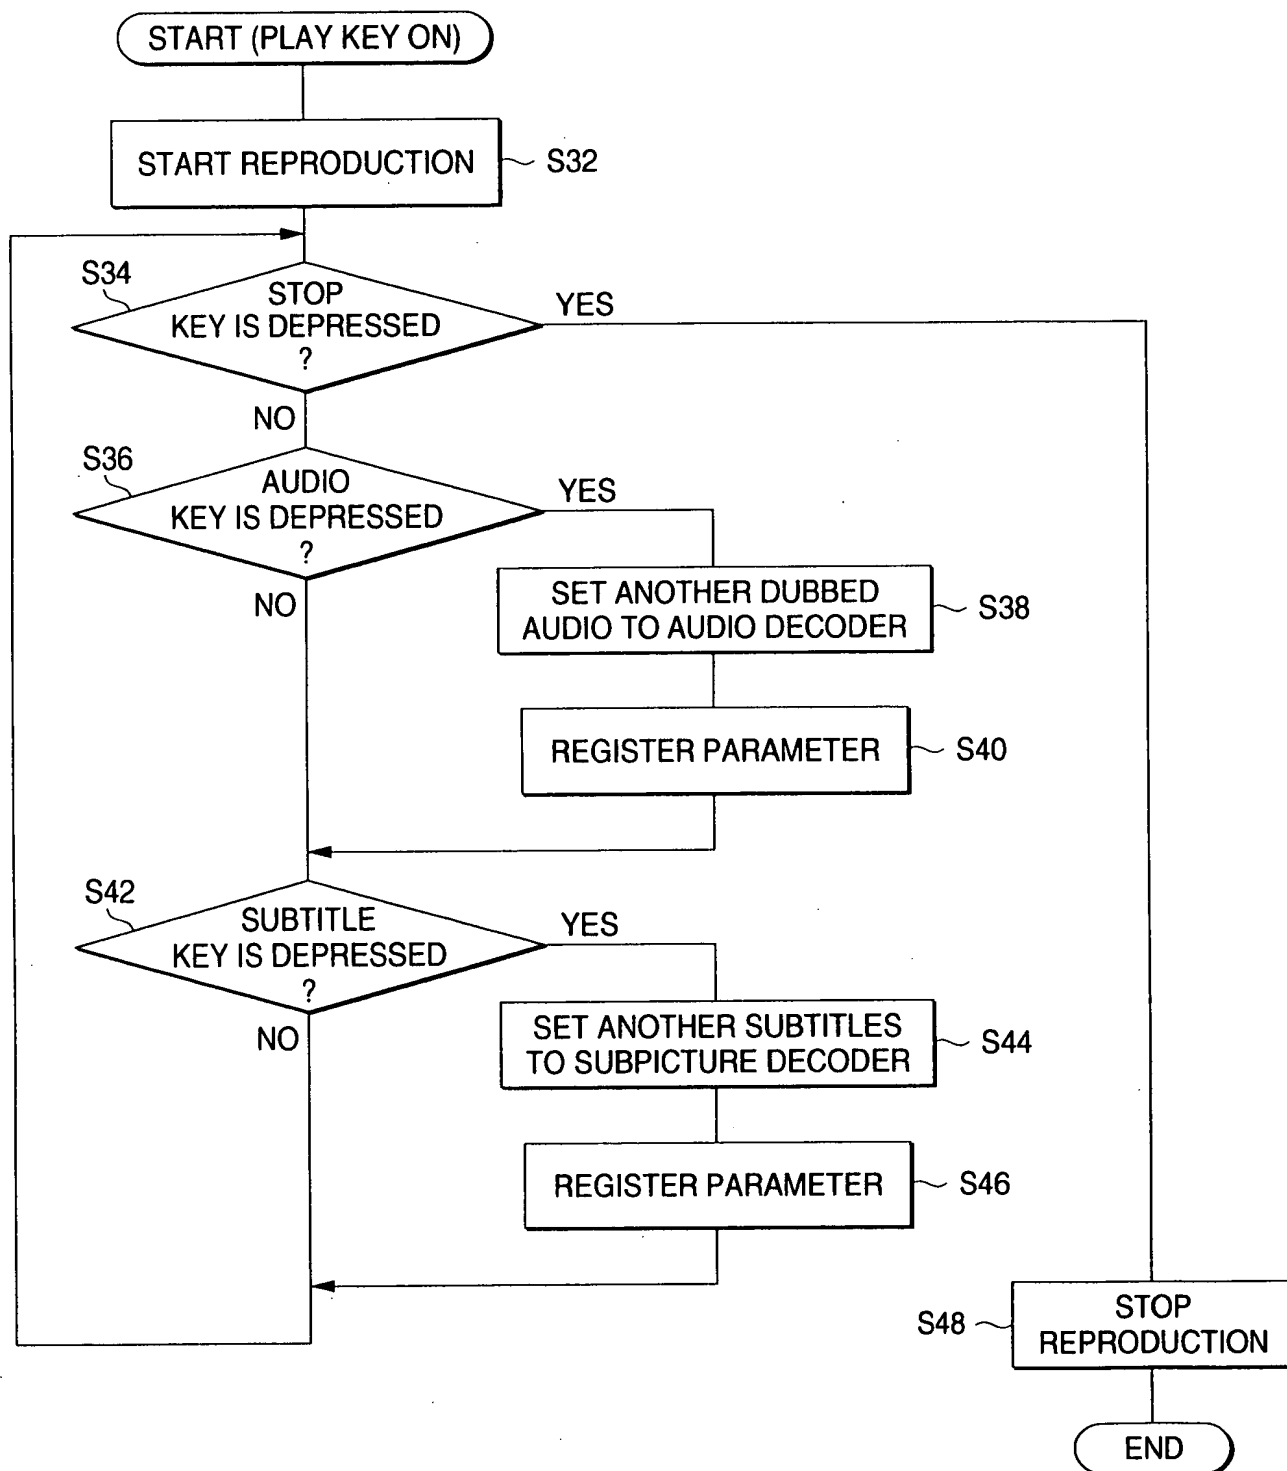 START (PLAY KEY ON)
START REPRODUCTION
S32
S34
STOP
KEY IS DEPRESSED
?
YES
NO
S36
AUDIO
KEY IS DEPRESSED
?
YES
NO
SET ANOTHER DUBBED
AUDIO TO AUDIO DECODER
S38
REGISTER PARAMETER
S40
S42
SUBTITLE
KEY IS DEPRESSED
?
YES
NO
SET ANOTHER SUBTITLES
TO SUBPICTURE DECODER
S44
REGISTER PARAMETER
S46
S48
STOP
REPRODUCTION
END